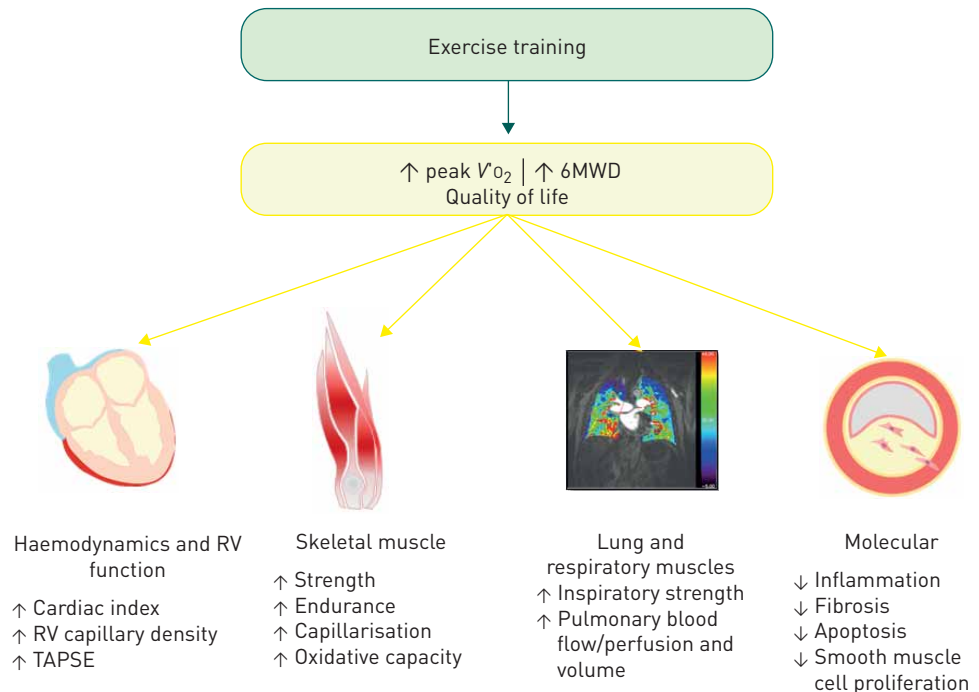 Exercise training
↑ peak V'O₂ | ↑ 6MWD
Quality of life
Haemodynamics and RV
function
↑ Cardiac index
↑ RV capillary density
↑ TAPSE
Skeletal muscle
↑ Strength
↑ Endurance
↑ Capillarisation
↑ Oxidative capacity
Lung and
respiratory muscles
↑ Inspiratory strength
↑ Pulmonary blood
flow/perfusion and
volume
Molecular
↓ Inflammation
↓ Fibrosis
↓ Apoptosis
↓ Smooth muscle
cell proliferation